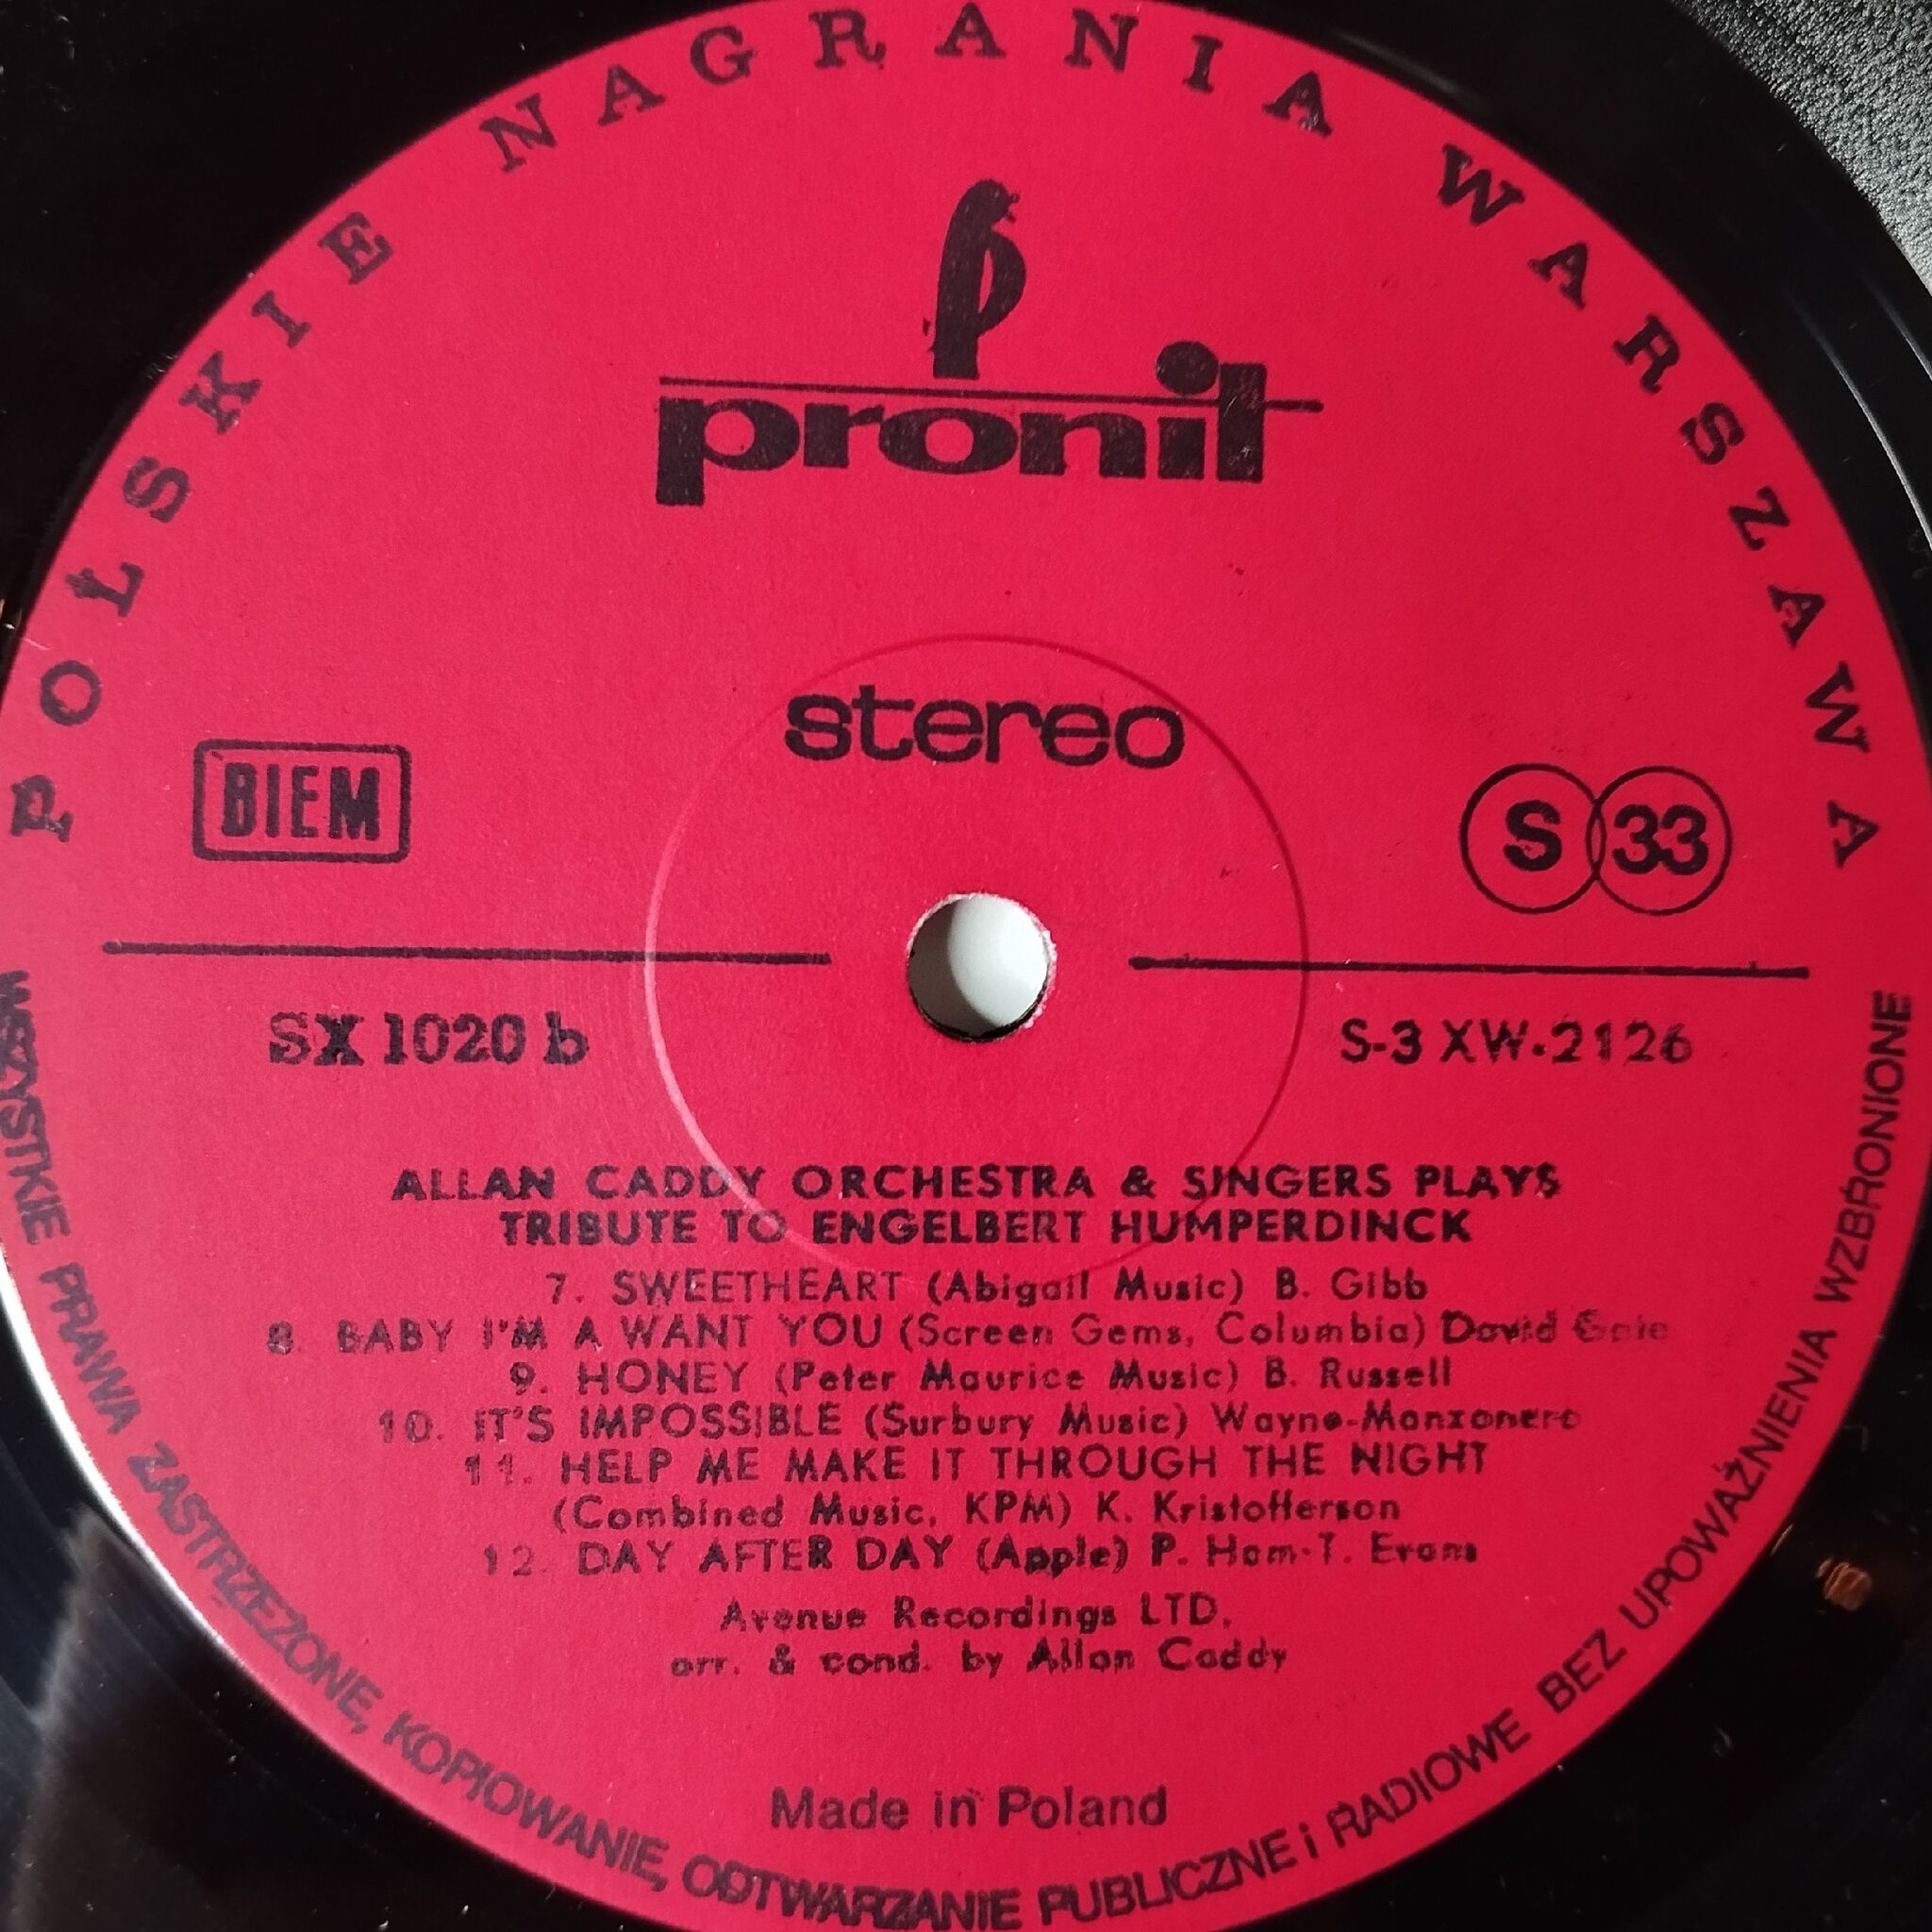 POLSKIE NAGRANIA WARSZAWA
pronit
stereo
BIEM
S 33
SX 1020 b
S-3 XW-2126
ALLAN CADDY ORCHESTRA & SINGERS PLAYS
TRIBUTE TO ENGELBERT HUMPERDINCK
7. SWEETHEART (Abigail Music) B. Gibb
8. BABY I'M A WANT YOU (Screen Gems, Columbia) David
9. HONEY (Peter Maurice Music) B. Russell
10. IT'S IMPOSSIBLE (Surbury Music) Wayne-Manzanero
11. HELP ME MAKE IT THROUGH THE NIGHT
(Combined Music, KPM) K. Kristofferson
12. DAY AFTER DAY (Apple) P. Ham-T. Evans
Avenue Recordings LTD.
arr. & cond. by Allan Caddy
Made in Poland
WSZYSTKIE PRAWA ZASTRZEŻONE, KOPIOWANIE, ODTWARZANIE PUBLICZNE i RADIOWE BEZ UPOWAŻNIENIA WZBRONIONE